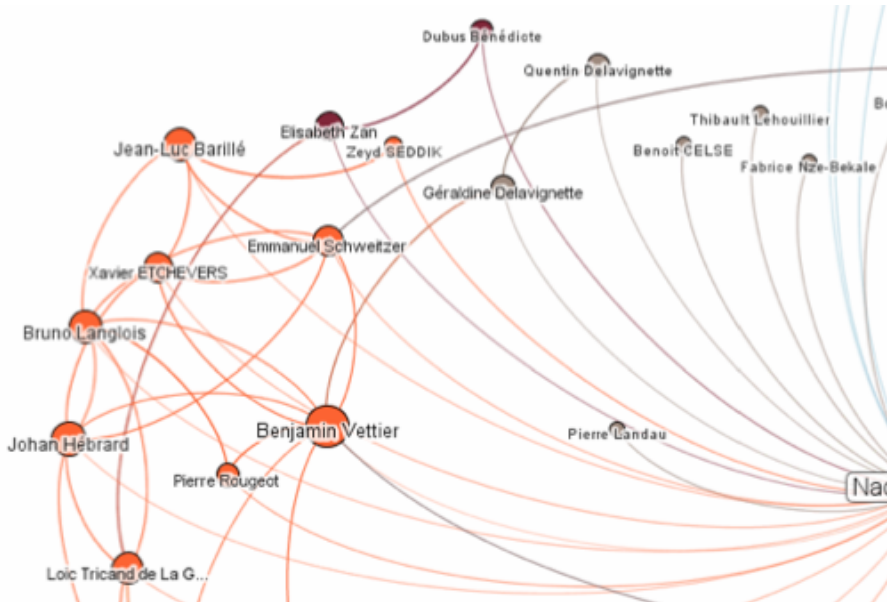 Dubus Bénédicte
Quentin Delavignette
Thibault Lehouillier
Elisabeth Zan
Jean-Luc Barillé
Zeyd SEDDIK
Benoit CELSE
Fabrice Nze-Bekale
Géraldine Delavignette
Emmanuel Schweitzer
Xavier ETCHEVERS
Bruno Langlois
Benjamin Vettier
Pierre Landau
Johan Hébrard
Pierre Rougeot
Loic Tricand de La G...